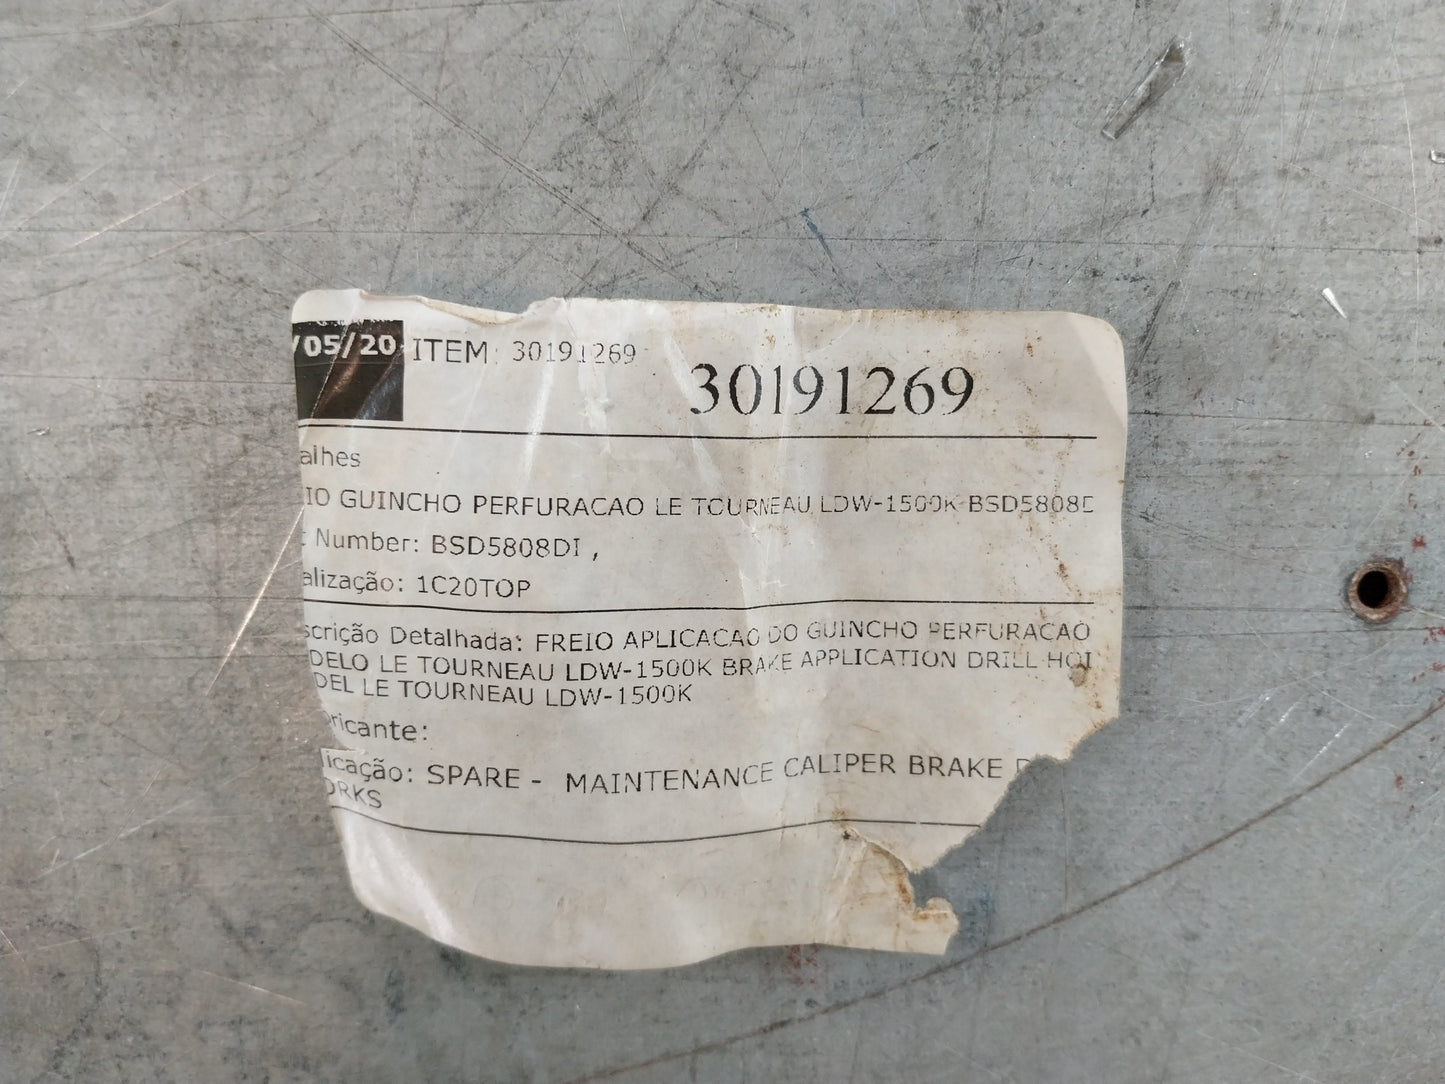 /05/20 ITEM: 30191269
30191269
alhes
IO GUINCHO PERFURACAO LE TOURNEAU LDW-1500K BSD5808D
t Number: BSD5808DI ,
alização: 1C20TOP
scrição Detalhada: FREIO APLICACAO DO GUINCHO PERFURACAO
DELO LE TOURNEAU LDW-1500K BRAKE APPLICATION DRILL HOI
DEL LE TOURNEAU LDW-1500K
bricante:
licação: SPARE - MAINTENANCE CALIPER BRAKE
ORKS